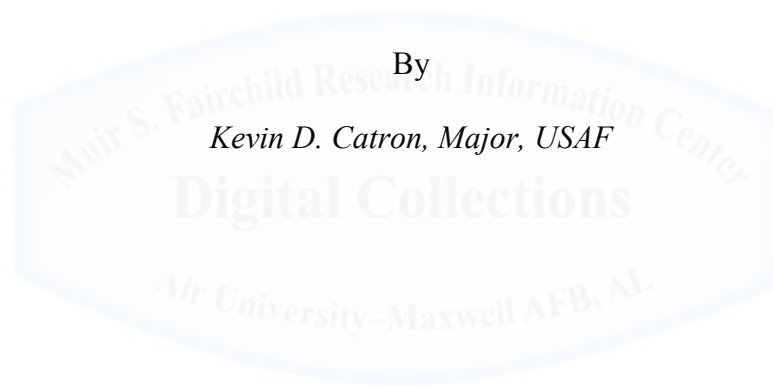 By
Muir S. Fairchild Research Information Center
Kevin D. Catron, Major, USAF
Digital Collections
Air University–Maxwell AFB, AL